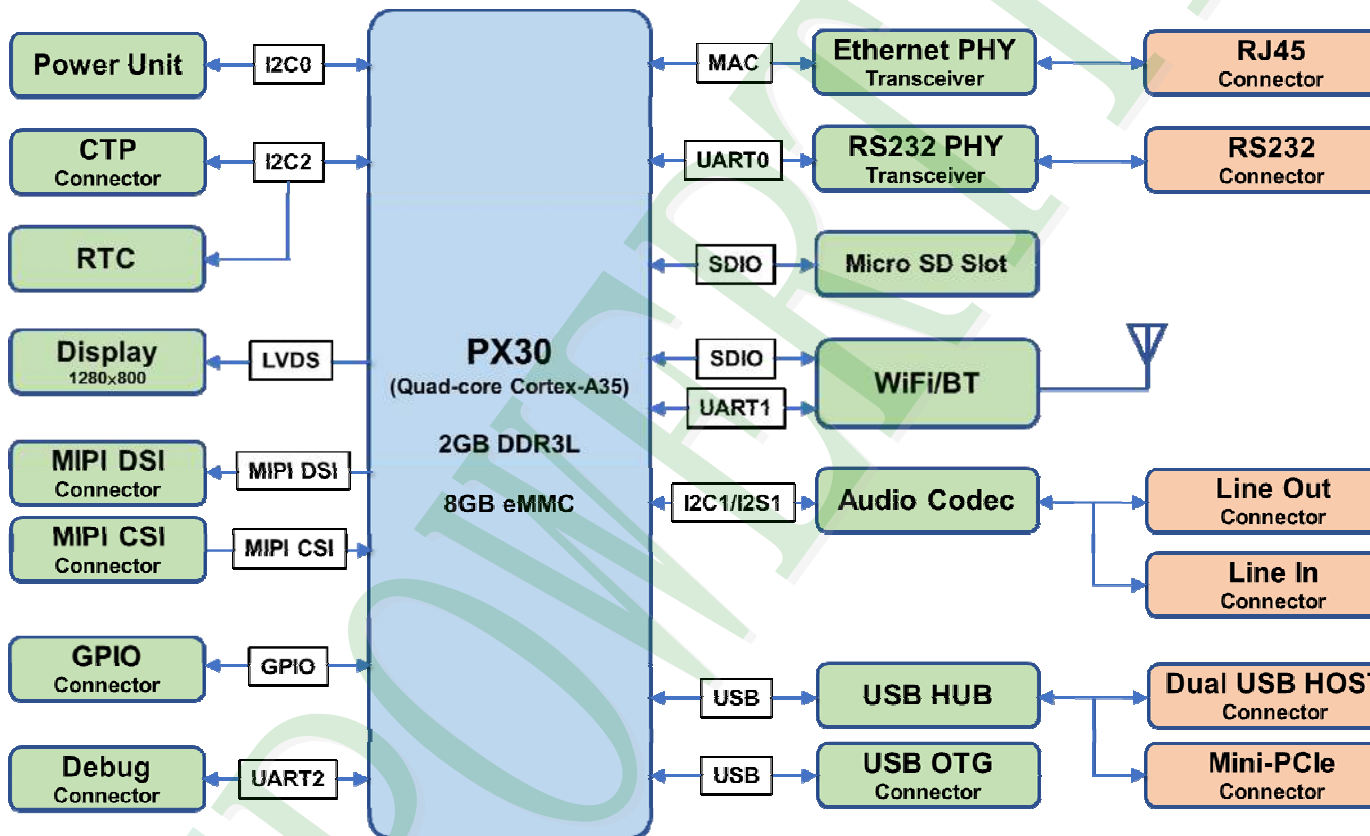 Power Unit
I2C0
CTP
Connector
I2C2
RTC
Display
1280x800
LVDS
MIPI DSI
Connector
MIPI DSI
MIPI CSI
Connector
MIPI CSI
GPIO
Connector
GPIO
Debug
Connector
UART2
PX30
(Quad-core Cortex-A35)
2GB DDR3L
8GB eMMC
MAC
Ethernet PHY
Transceiver
RJ45
Connector
UART0
RS232 PHY
Transceiver
RS232
Connector
SDIO
Micro SD Slot
SDIO
UART1
WiFi/BT
I2C1/I2S1
Audio Codec
Line Out
Connector
Line In
Connector
USB
USB HUB
Dual USB HOST
Connector
USB
USB OTG
Connector
Mini-PCIe
Connector